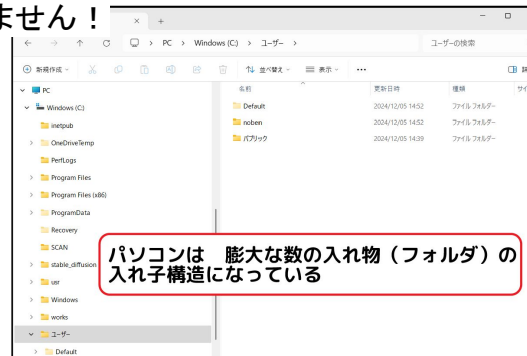 ません！
PC > Windows (C:) > ユーザー >
ユーザーの検索
新規作成
並べ替え
表示
...
名前
更新日時
種類
サイ
PC
Windows (C:)
inetpub
OneDriveTemp
PerfLogs
Program Files
Program Files (x86)
ProgramData
Recovery
SCAN
stable_diffusion
usr
Windows
works
ユーザー
Default
Default 2024/12/05 14:52 ファイル フォルダー
noben 2024/12/05 14:52 ファイル フォルダー
パブリック 2024/12/05 14:39 ファイル フォルダー
パソコンは　膨大な数の入れ物（フォルダ）の
入れ子構造になっている